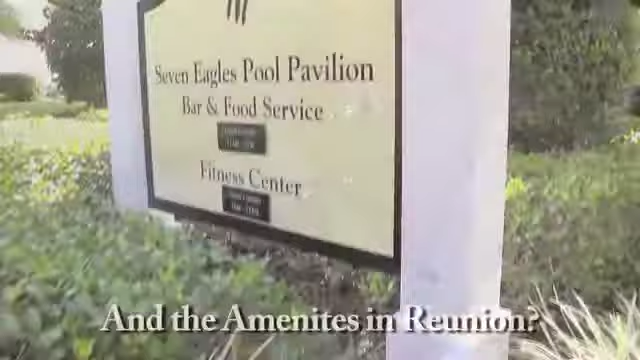 Seven Eagles Pool Pavilion
Bar & Food Service
Fitness Center
And the Amenites in Reunion?